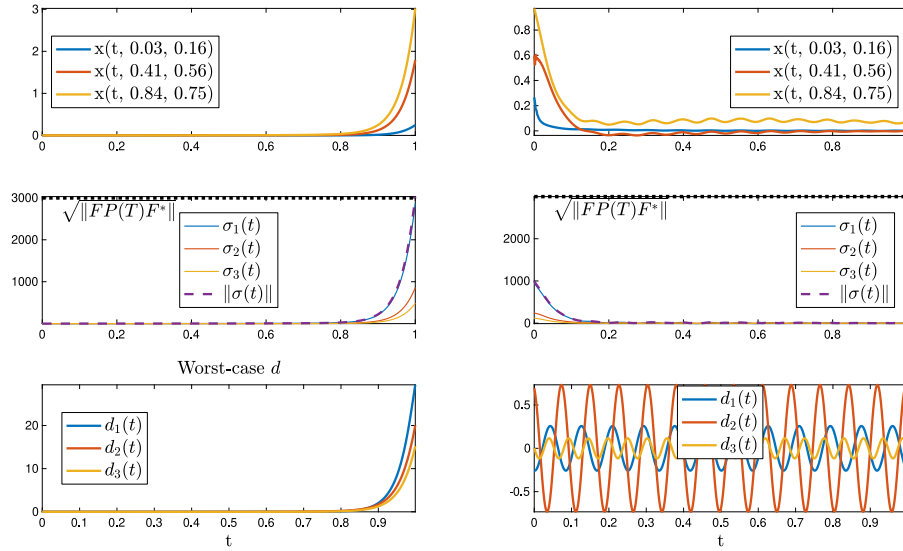 3
2
1
0
0
0.2
0.4
0.6
0.8
1
x(t, 0.03, 0.16)
x(t, 0.41, 0.56)
x(t, 0.84, 0.75)
0.8
0.6
0.4
0.2
0
0
0.2
0.4
0.6
0.8
x(t, 0.03, 0.16)
x(t, 0.41, 0.56)
x(t, 0.84, 0.75)
3000
2000
1000
0
0.2
0.4
0.6
0.8
1
√‖FP(T)F*‖
σ₁(t)
σ₂(t)
σ₃(t)
‖σ(t)‖
2000
1000
0
0
0.2
0.4
0.6
0.8
√‖FP(T)F*‖
σ₁(t)
σ₂(t)
σ₃(t)
‖σ(t)‖
Worst-case d
20
10
0
0
0.1
0.2
0.3
0.4
0.5
0.6
0.7
0.8
0.9
t
d₁(t)
d₂(t)
d₃(t)
0.5
0
-0.5
0
0.1
0.2
0.3
0.4
0.5
0.6
0.7
0.8
0.9
t
d₁(t)
d₂(t)
d₃(t)